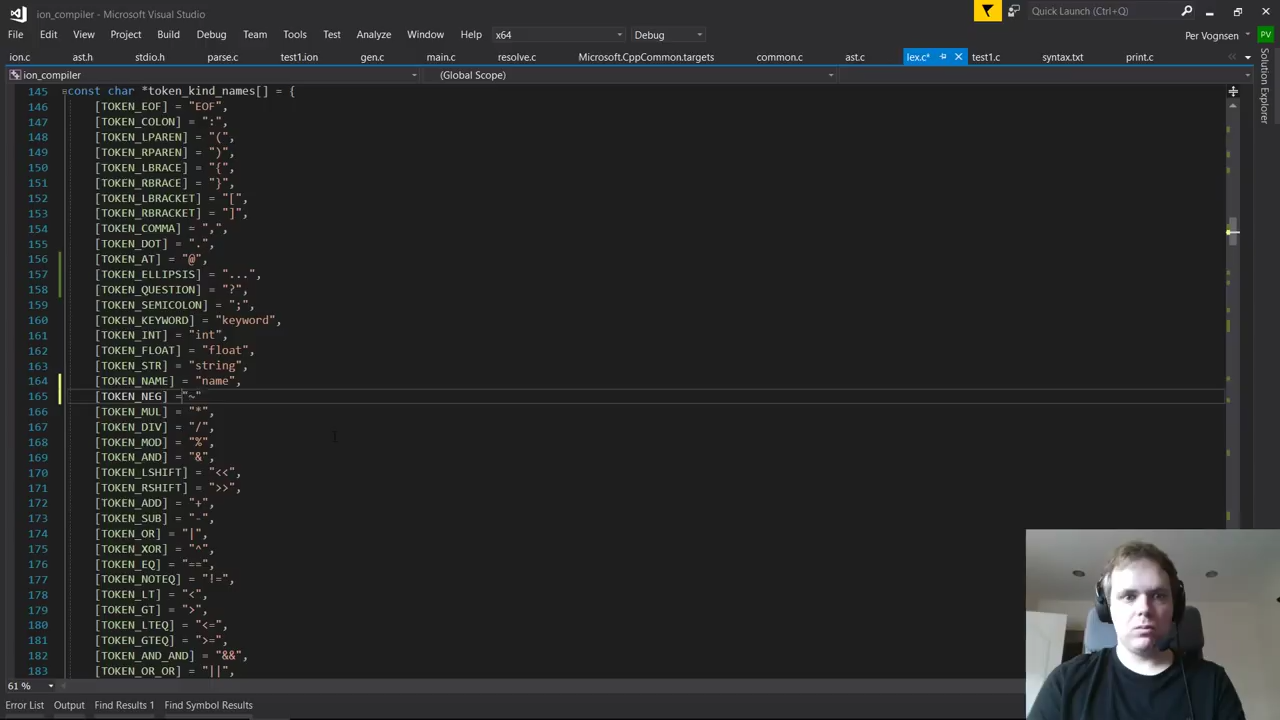 ion_compiler - Microsoft Visual Studio
Quick Launch (Ctrl+Q)
File Edit View Project Build Debug Team Tools Test Analyze Window Help x64 Debug
Per Vognsen PV
ion.c ast.h stdio.h parse.c test1.ion gen.c main.c resolve.c Microsoft.CppCommon.targets common.c ast.c lex.c* test1.c syntax.txt print.c
Solution Explorer
ion_compiler (Global Scope)
145 const char *token_kind_names[] = {
146 [TOKEN_EOF] = "EOF",
147 [TOKEN_COLON] = ":",
148 [TOKEN_LPAREN] = "(",
149 [TOKEN_RPAREN] = ")",
150 [TOKEN_LBRACE] = "{",
151 [TOKEN_RBRACE] = "}",
152 [TOKEN_LBRACKET] = "[",
153 [TOKEN_RBRACKET] = "]",
154 [TOKEN_COMMA] = ",",
155 [TOKEN_DOT] = ".",
156 [TOKEN_AT] = "@",
157 [TOKEN_ELLIPSIS] = "...",
158 [TOKEN_QUESTION] = "?",
159 [TOKEN_SEMICOLON] = ";",
160 [TOKEN_KEYWORD] = "keyword",
161 [TOKEN_INT] = "int",
162 [TOKEN_FLOAT] = "float",
163 [TOKEN_STR] = "string",
164 [TOKEN_NAME] = "name",
165 [TOKEN_NEG] ="~"
166 [TOKEN_MUL] = "*",
167 [TOKEN_DIV] = "/",
168 [TOKEN_MOD] = "%",
169 [TOKEN_AND] = "&",
170 [TOKEN_LSHIFT] = "<<",
171 [TOKEN_RSHIFT] = ">>",
172 [TOKEN_ADD] = "+",
173 [TOKEN_SUB] = "-",
174 [TOKEN_OR] = "|",
175 [TOKEN_XOR] = "^",
176 [TOKEN_EQ] = "==",
177 [TOKEN_NOTEQ] = "!=",
178 [TOKEN_LT] = "<",
179 [TOKEN_GT] = ">",
180 [TOKEN_LTEQ] = "<=",
181 [TOKEN_GTEQ] = ">=",
182 [TOKEN_AND_AND] = "&&",
183 [TOKEN_OR_OR] = "||",
61 %
Error List Output Find Results 1 Find Symbol Results